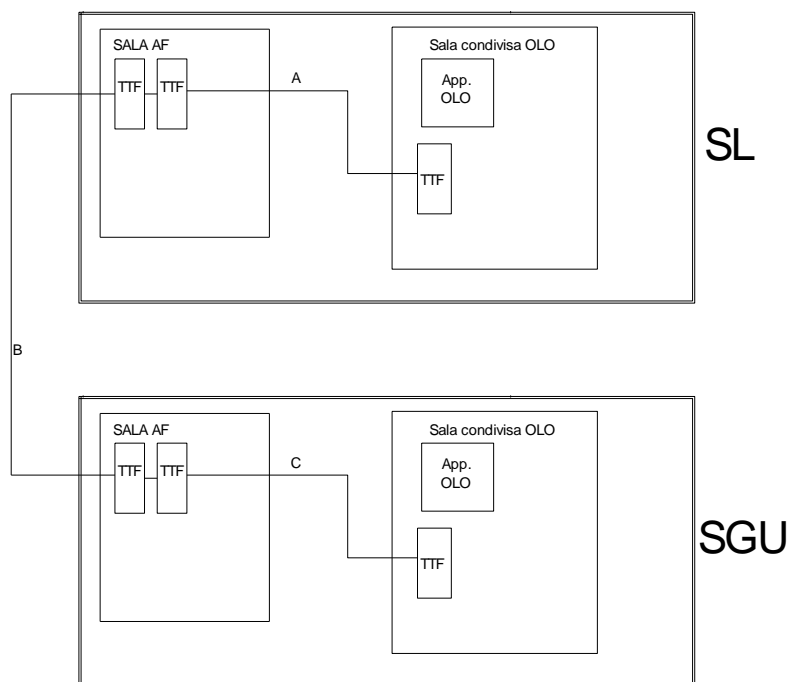 SALA AF
TTF TTF
A
Sala condivisa OLO
App.
OLO
TTF
SL
B
SALA AF
TTF TTF
C
Sala condivisa OLO
App.
OLO
TTF
SGU